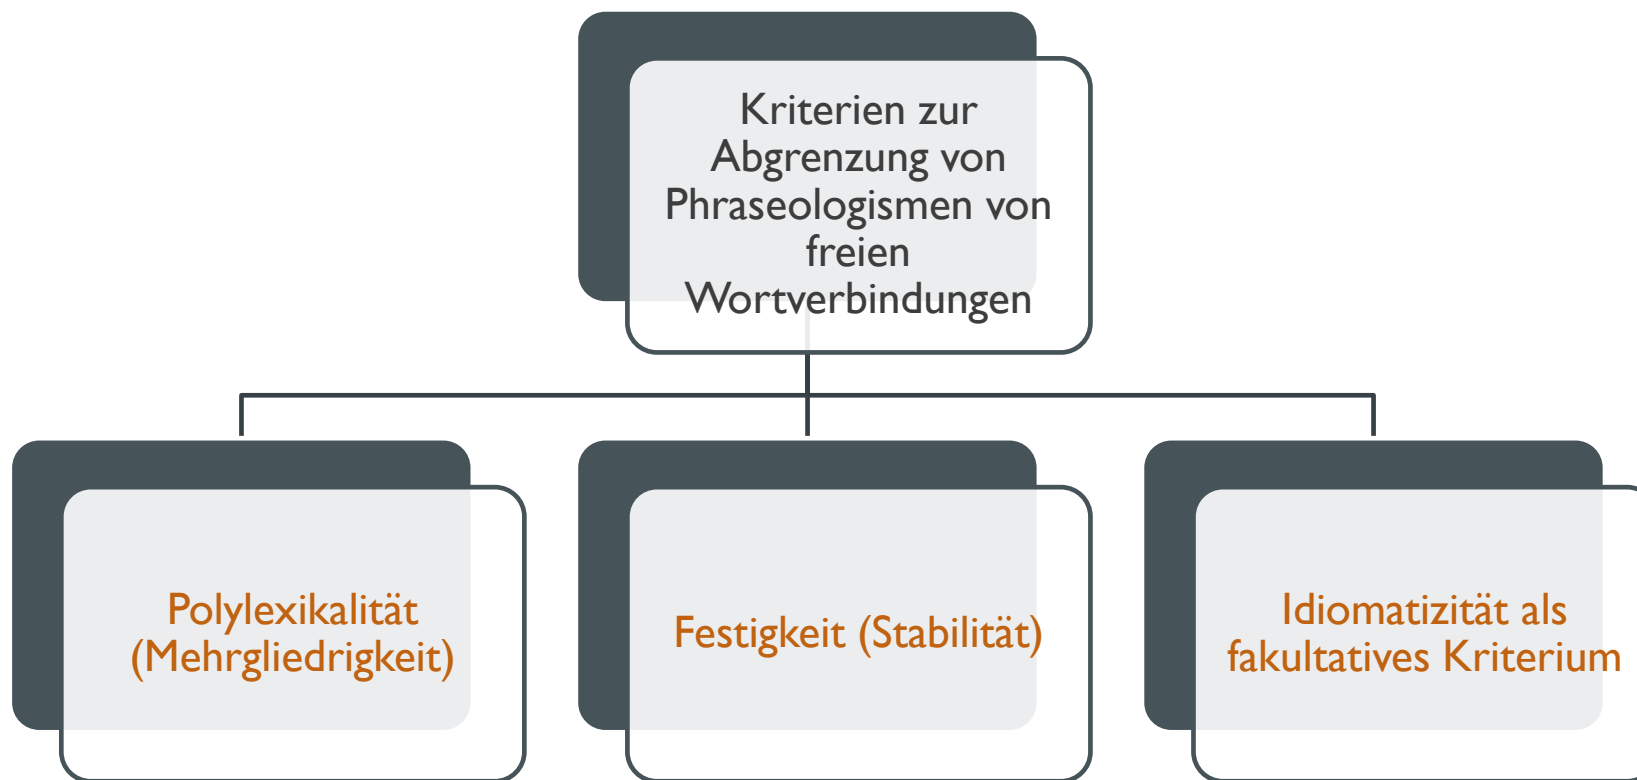 Kriterien zur
Abgrenzung von
Phraseologismen von
freien
Wortverbindungen
Polylexikalität
(Mehrgliedrigkeit)
Festigkeit (Stabilität)
Idiomatizität als
fakultatives Kriterium